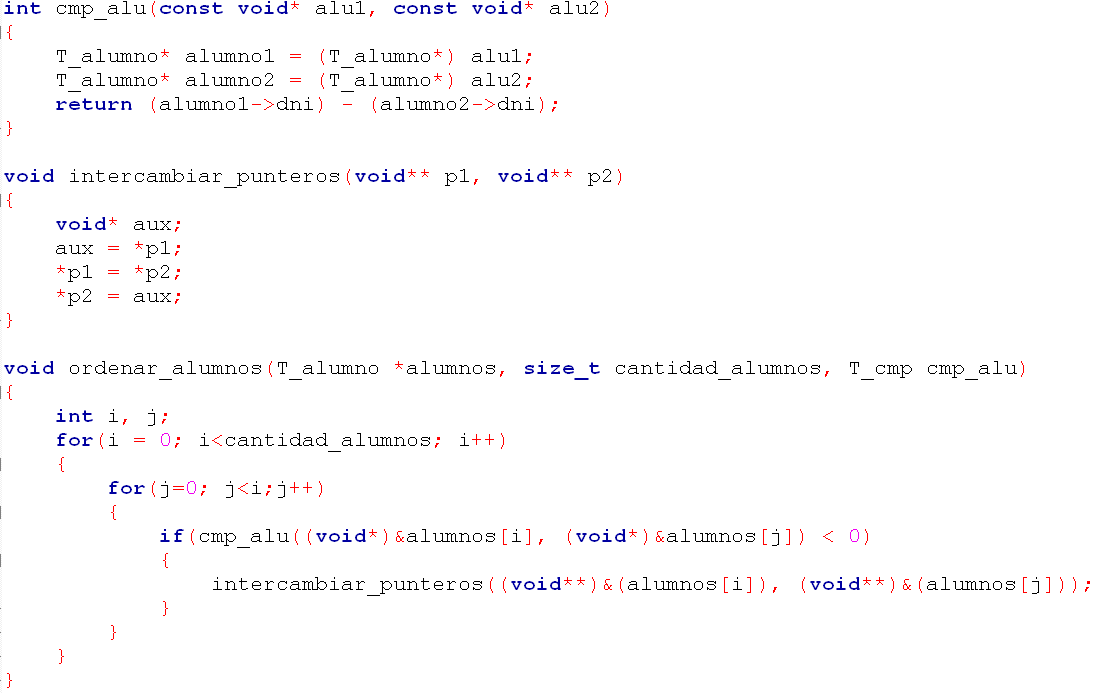 int cmp_alu(const void* alu1, const void* alu2)
{
    T_alumno* alumno1 = (T_alumno*) alu1;
    T_alumno* alumno2 = (T_alumno*) alu2;
    return (alumno1->dni) - (alumno2->dni);
}

void intercambiar_punteros(void** p1, void** p2)
{
    void* aux;
    aux = *p1;
    *p1 = *p2;
    *p2 = aux;
}

void ordenar_alumnos(T_alumno *alumnos, size_t cantidad_alumnos, T_cmp cmp_alu)
{
    int i, j;
    for(i = 0; i<cantidad_alumnos; i++)
    {
        for(j=0; j<i;j++)
        {
            if(cmp_alu((void*)&alumnos[i], (void*)&alumnos[j]) < 0)
            {
                intercambiar_punteros((void**)&(alumnos[i]), (void**)&(alumnos[j]));
            }
        }
    }
}